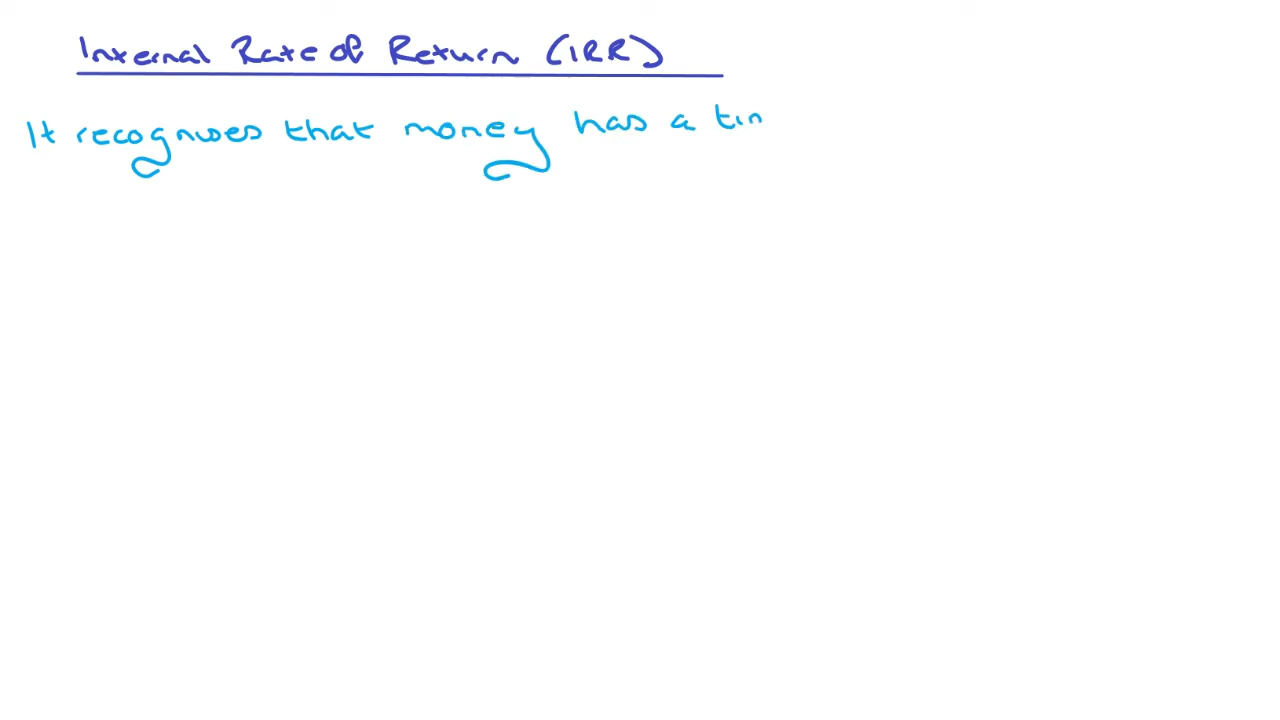 Internal Rate of Return (IRR)
It recognises that money has a tin